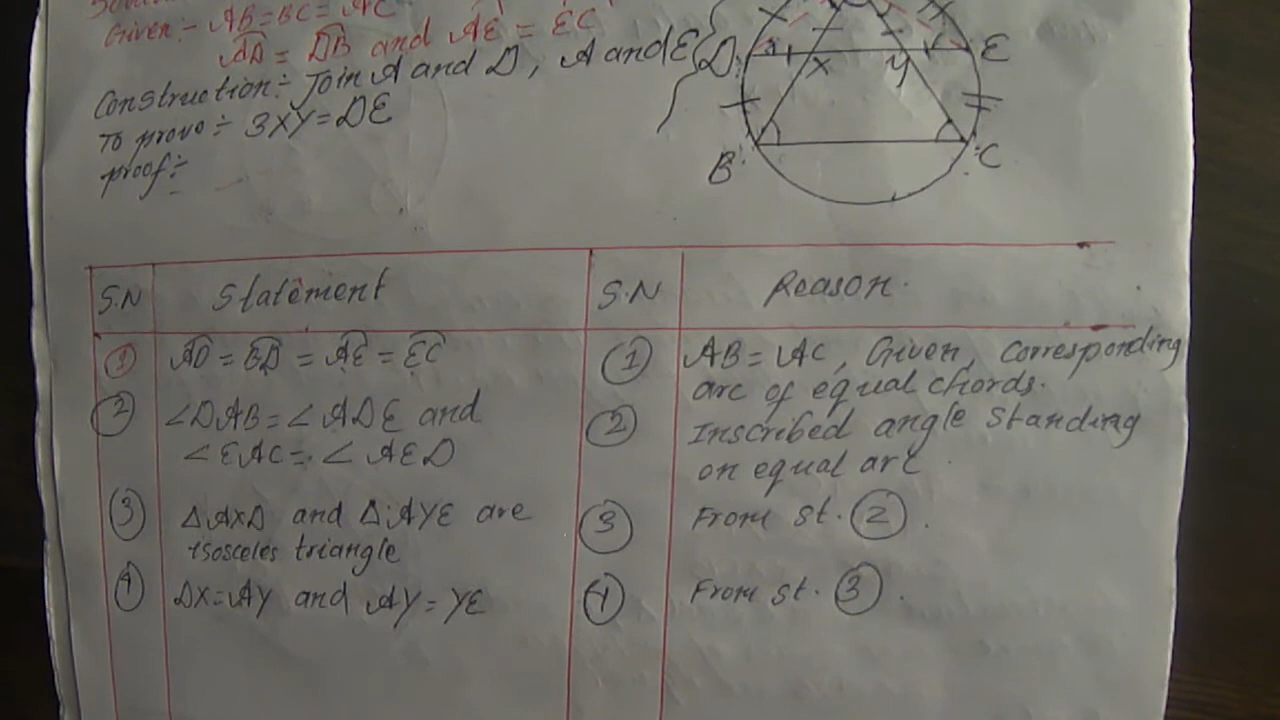 Given:- AB=BC=AC
AD = DB and AE = EC
Construction:- Join A and D, A and E
To prove ÷ 3XY=DE
proof:-
D
E
X
Y
B
C
S.N Statement S.N Reason.
1 AD = BD = AE = EC 1 AB = AC, Given, Corresponding
arc of equal chords.
2 ∠DAB=∠ADE and 2 Inscribed angle standing
∠EAC=∠AED on equal arc
3 ΔAXD and ΔAYE are 3 From st. 2.
isosceles triangle
4 DX=AY and AY=YE 4 From st. 3.